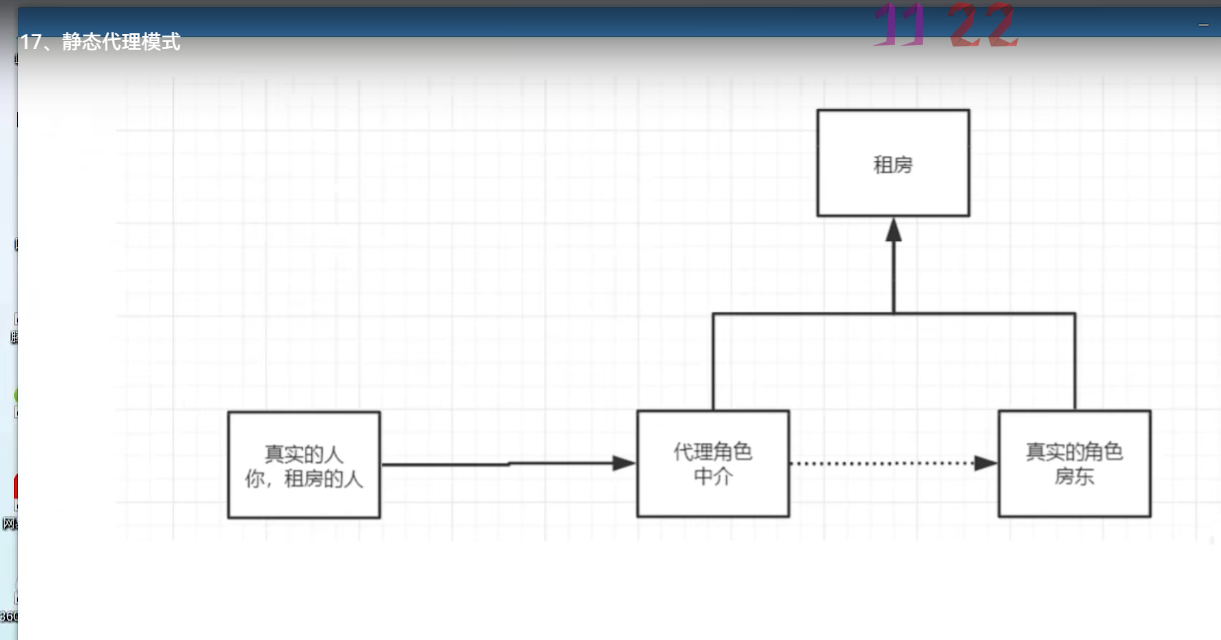 11 22
17、静态代理模式
租房
真实的人
你，租房的人
代理角色
中介
真实的角色
房东
360